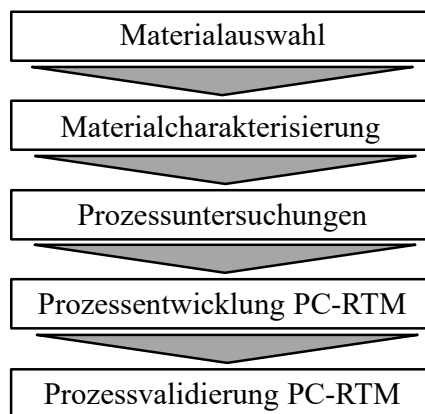 Materialauswahl
Materialcharakterisierung
Prozessuntersuchungen
Prozessentwicklung PC-RTM
Prozessvalidierung PC-RTM